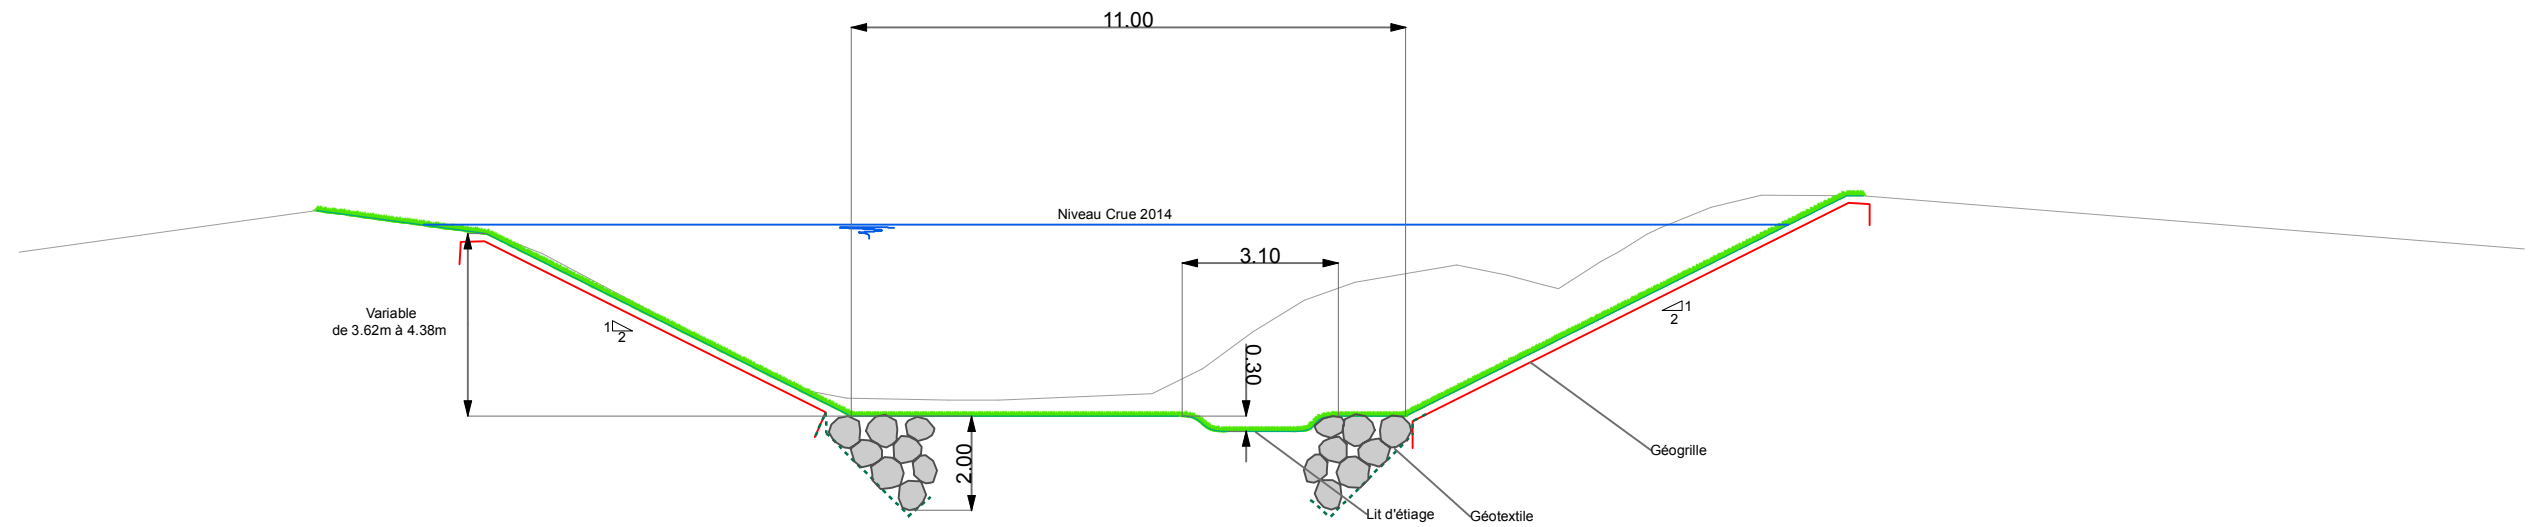 11.00
Niveau Crue 2014
3.10
Variable
de 3.62m à 4.38m
1
2
1
2
0.30
2.00
Géogrille
Lit d'étiage
Géotextile